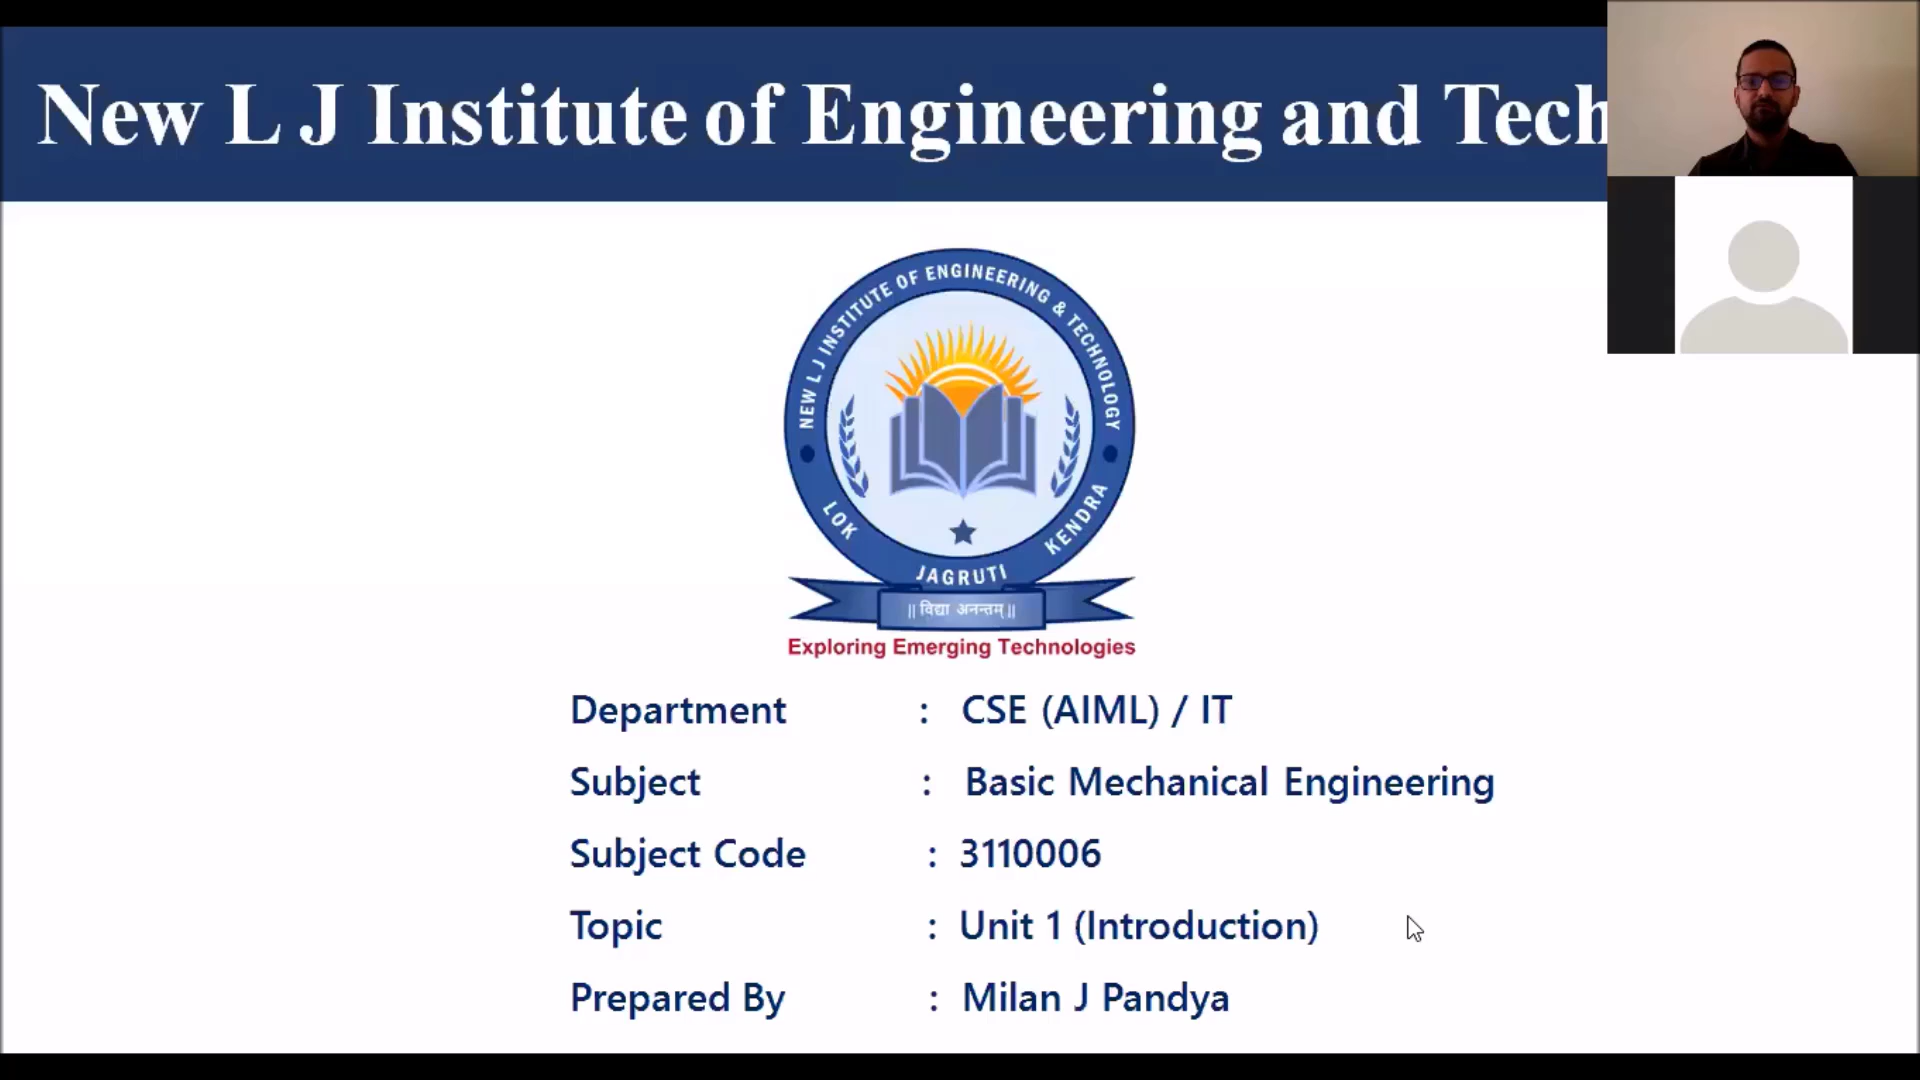 New L J Institute of Engineering and Tech
NEW L J INSTITUTE OF ENGINEERING & TECHNOLOGY
LOK JAGRUTI KENDRA
|| विद्या अनन्तम् ||
Exploring Emerging Technologies
Department : CSE (AIML) / IT
Subject : Basic Mechanical Engineering
Subject Code : 3110006
Topic : Unit 1 (Introduction)
Prepared By : Milan J Pandya